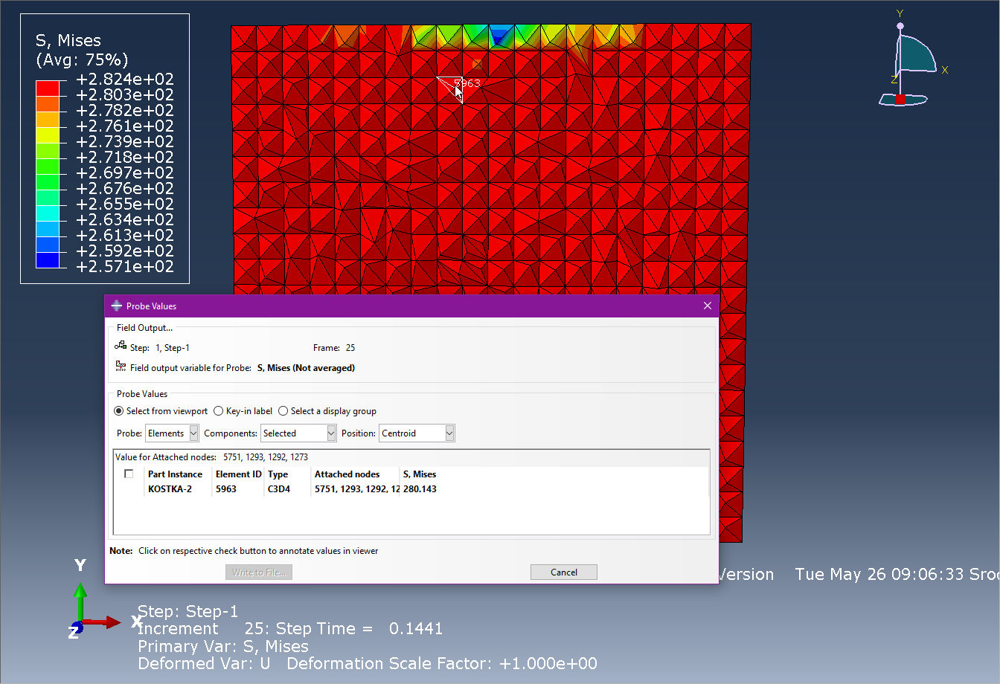 S, Mises
(Avg: 75%)
+2.824e+02
+2.803e+02
+2.782e+02
+2.761e+02
+2.739e+02
+2.718e+02
+2.697e+02
+2.676e+02
+2.655e+02
+2.634e+02
+2.613e+02
+2.592e+02
+2.571e+02
5963
Y
X
Z
Probe Values
Field Output...
Step: 1, Step-1 Frame: 25
Field output variable for Probe: S, Mises (Not averaged)
Probe Values
Select from viewport Key-in label Select a display group
Probe: Elements Components: Selected Position: Centroid
Value for Attached nodes: 5751, 1293, 1292, 1273
Part Instance Element ID Type Attached nodes S, Mises
KOSTKA-2 5963 C3D4 5751, 1293, 1292, 12 280.143
Note: Click on respective check button to annotate values in viewer
Write to File... Cancel
Version Tue May 26 09:06:33 Sroc
Y
X
Z
Step: Step-1
Increment 25: Step Time = 0.1441
Primary Var: S, Mises
Deformed Var: U Deformation Scale Factor: +1.000e+00